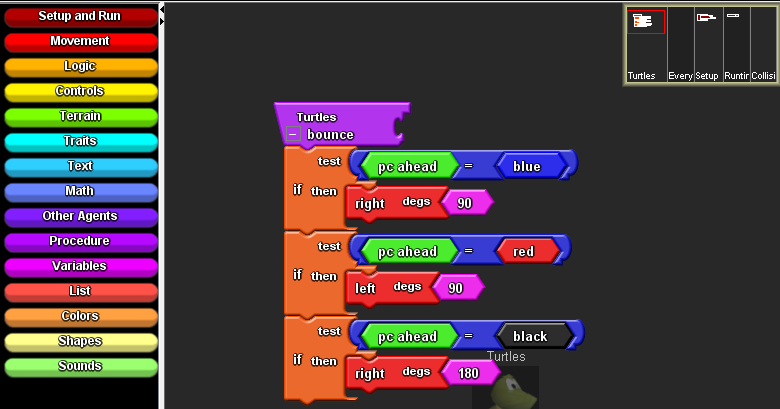 Setup and Run
Movement
Logic
Controls
Terrain
Traits
Text
Math
Other Agents
Procedure
Variables
List
Colors
Shapes
Sounds
Turtles
bounce
test pc ahead = blue
if then right degs 90
test pc ahead = red
if then left degs 90
test pc ahead = black
if then right degs 180
Turtles
Turtles Every Setup Runtir Collisi